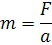 m = F/a